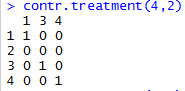 > contr.treatment(4,2)
  1 3 4
1 1 0 0
2 0 0 0
3 0 1 0
4 0 0 1